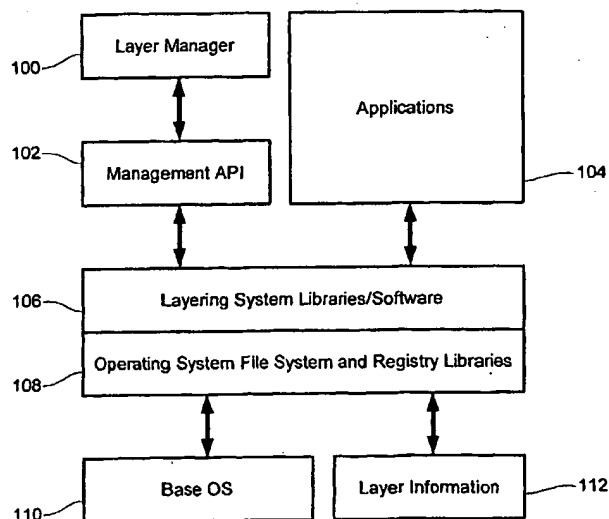 Layer Manager
100
Applications
102
Management API
104
106
Layering System Libraries/Software
Operating System File System and Registry Libraries
108
Base OS
Layer Information
110
112